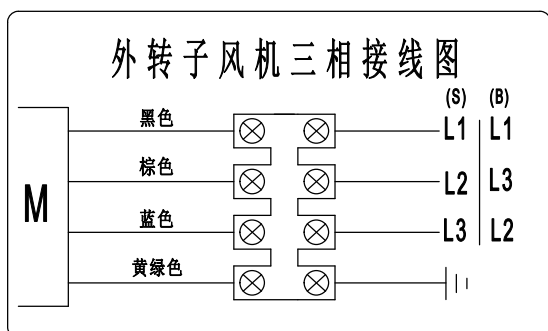 外转子风机三相接线图
(S) (B)
黑色 L1 L1
棕色 L2 L3
M
蓝色 L3 L2
黄绿色